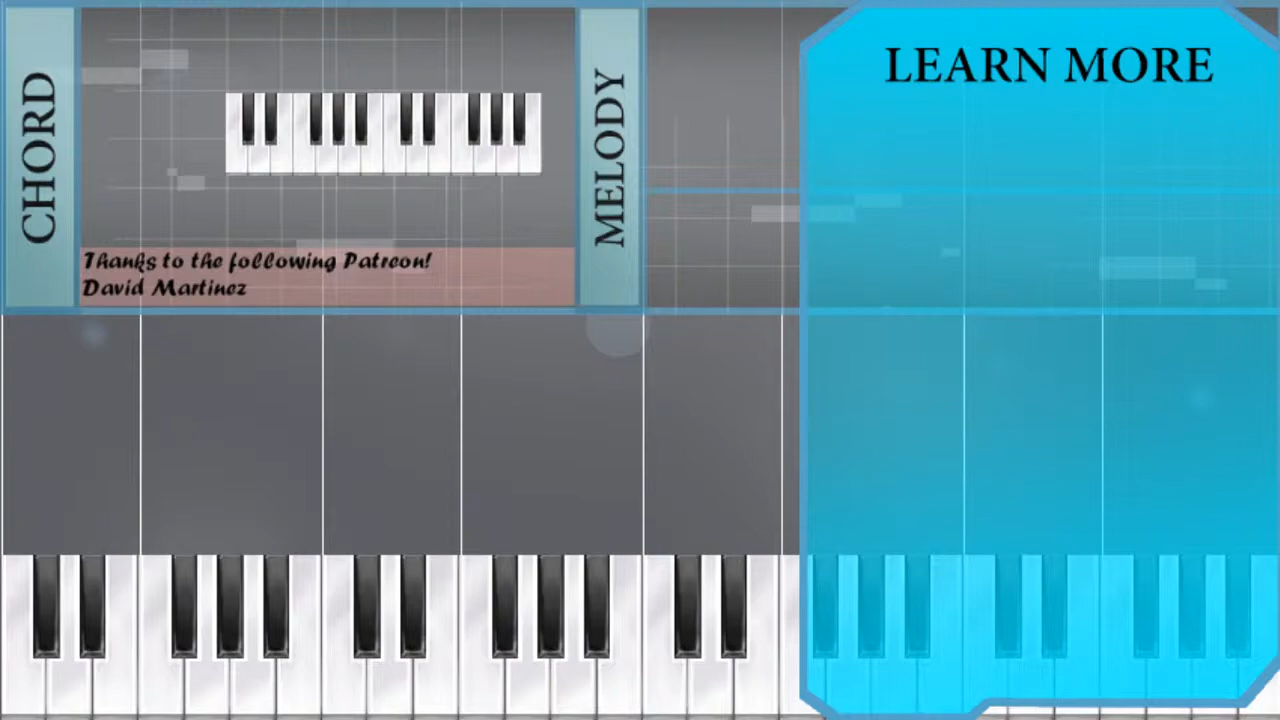 CHORD
Thanks to the following Patreon!
David Martinez
MELODY
LEARN MORE